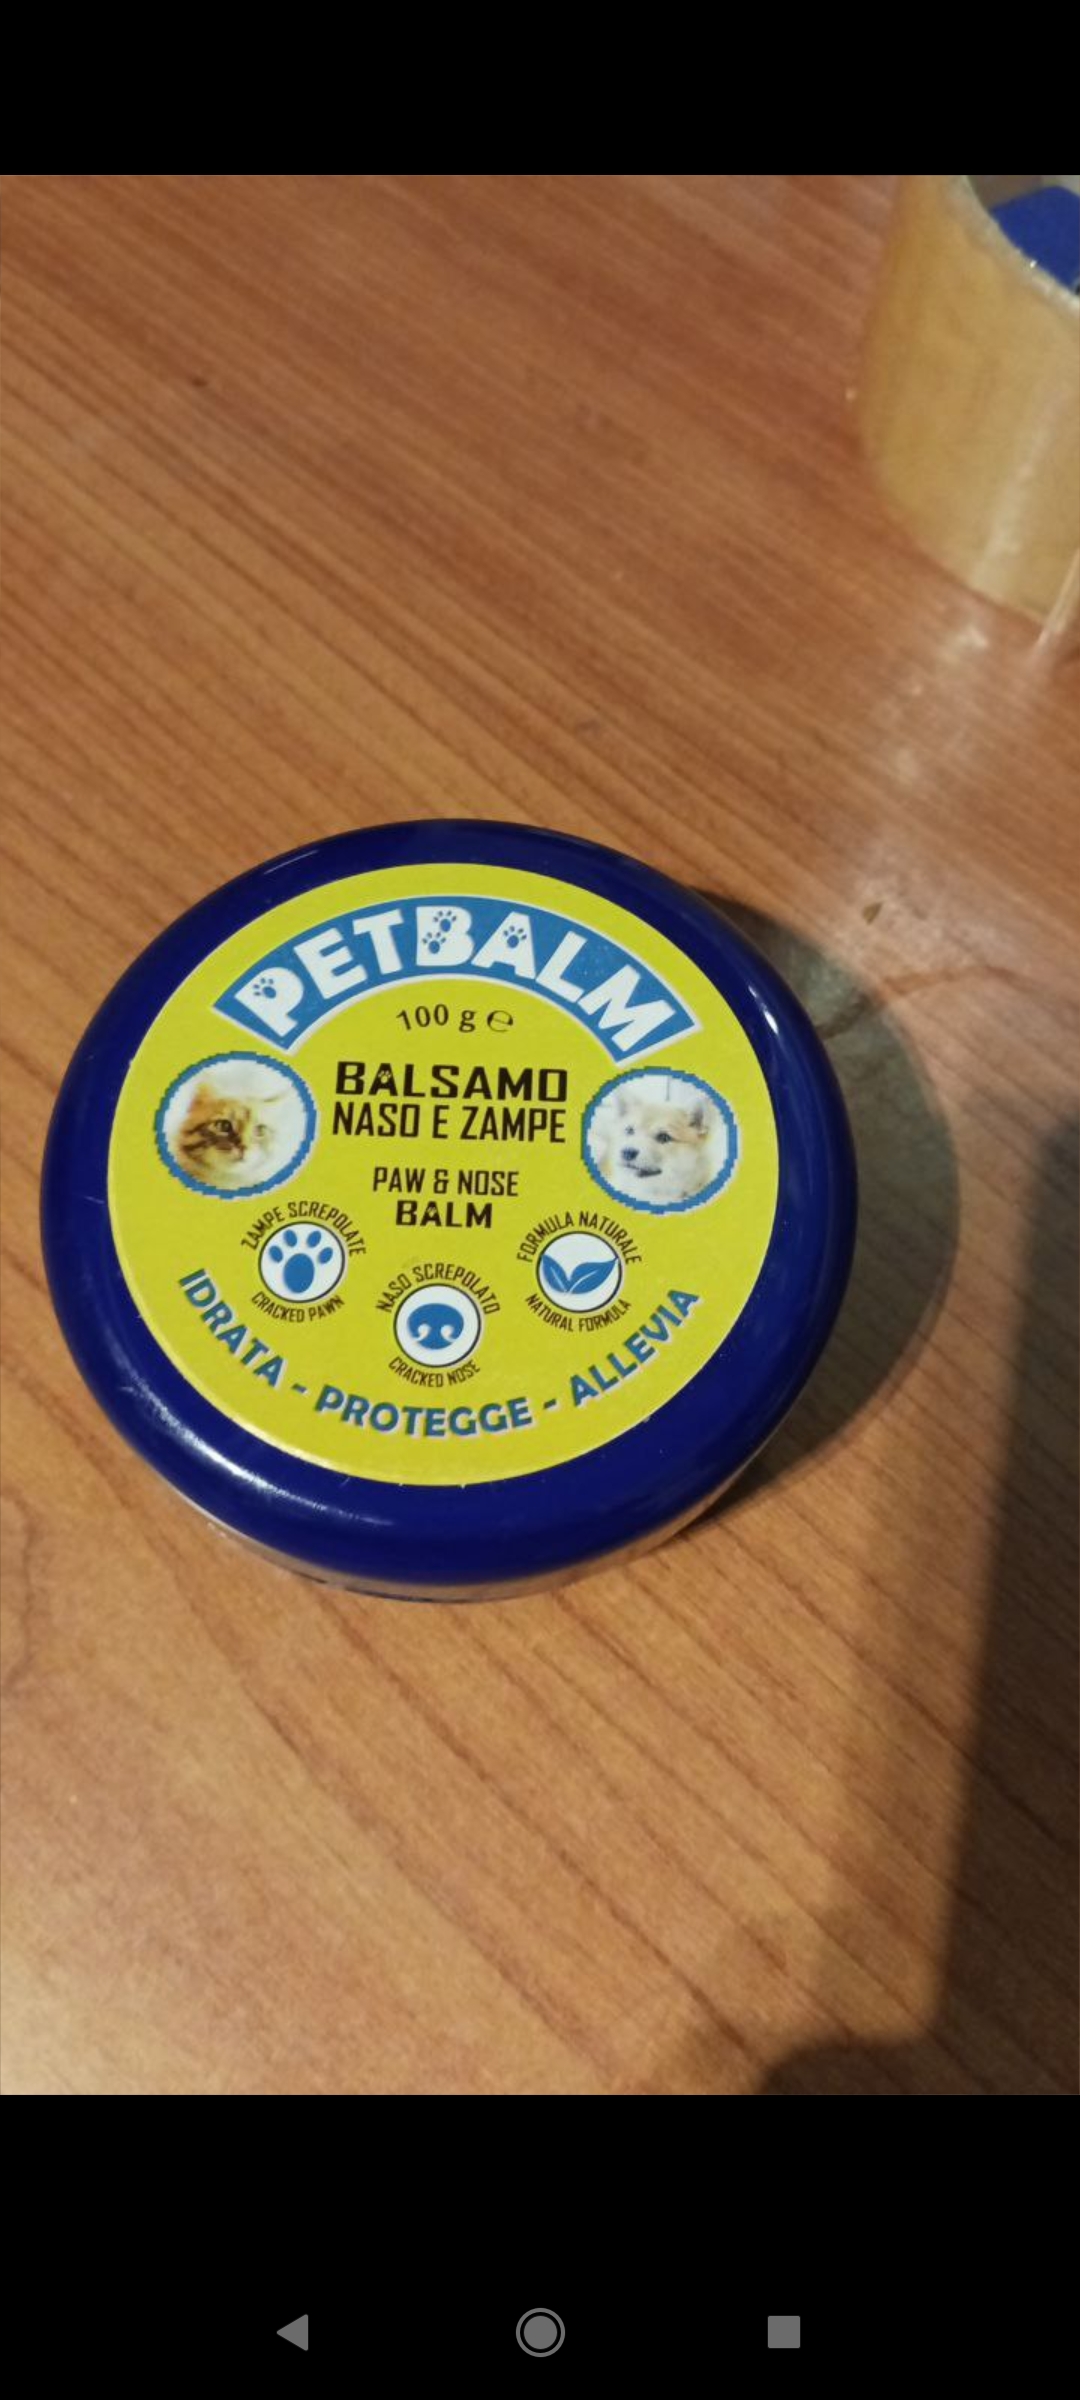 PETBALM
100 g ℮
BALSAMO
NASO E ZAMPE
PAW & NOSE
BALM
ZAMPE SCREPOLATE
CRACKED PAWN
NASO SCREPOLATO
CRACKED NOSE
FORMULA NATURALE
NATURAL FORMULA
IDRATA - PROTEGGE - ALLEVIA